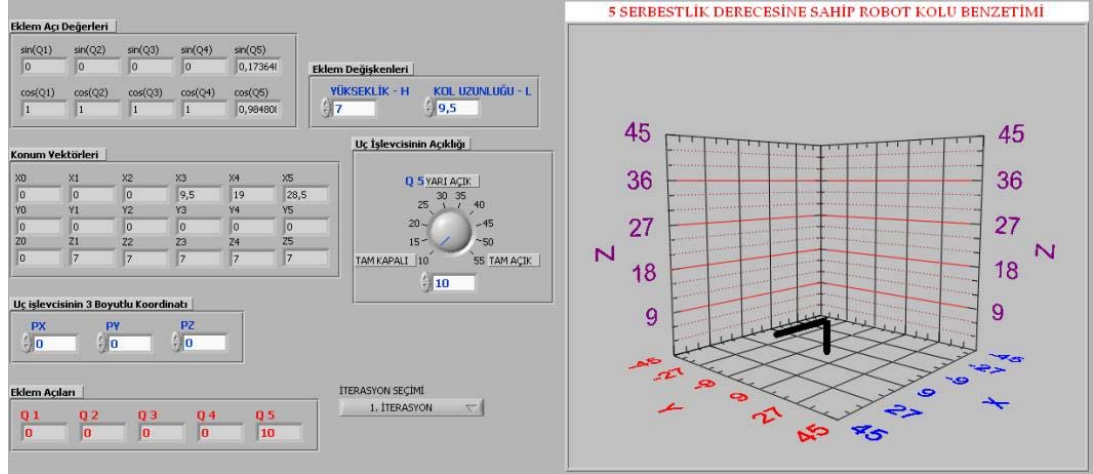 5 SERBESTLİK DERECESİNE SAHİP ROBOT KOLU BENZETİMİ
Eklem Açı Değerleri
sin(Q1) sin(Q2) sin(Q3) sin(Q4) sin(Q5)
0 0 0 0 0,17364
cos(Q1) cos(Q2) cos(Q3) cos(Q4) cos(Q5)
1 1 1 1 0,98480
Eklem Değişkenleri
YÜKSEKLİK - H KOL UZUNLUĞU - L
7 9,5
Konum Vektörleri
X0 X1 X2 X3 X4 X5
0 0 0 9,5 19 28,5
Y0 Y1 Y2 Y3 Y4 Y5
0 0 0 0 0 0
Z0 Z1 Z2 Z3 Z4 Z5
0 7 7 7 7 7
Uç İşlevcisinin Açıklığı
Q 5 YARI AÇIK
30 35
25 40
20 45
15 50
TAM KAPALI 10 55 TAM AÇIK
10
Uç işlevcisinin 3 Boyutlu Koordinatı
PX PY PZ
0 0 0
Eklem Açıları
Q 1 Q 2 Q 3 Q 4 Q 5
0 0 0 0 10
İTERASYON SEÇİMİ
1. İTERASYON
45 45
36 36
27 27
Z Z
18 18
9 9
-45 -45
-27 -27
-9 -9
9 9
Y X
27 27
45 45